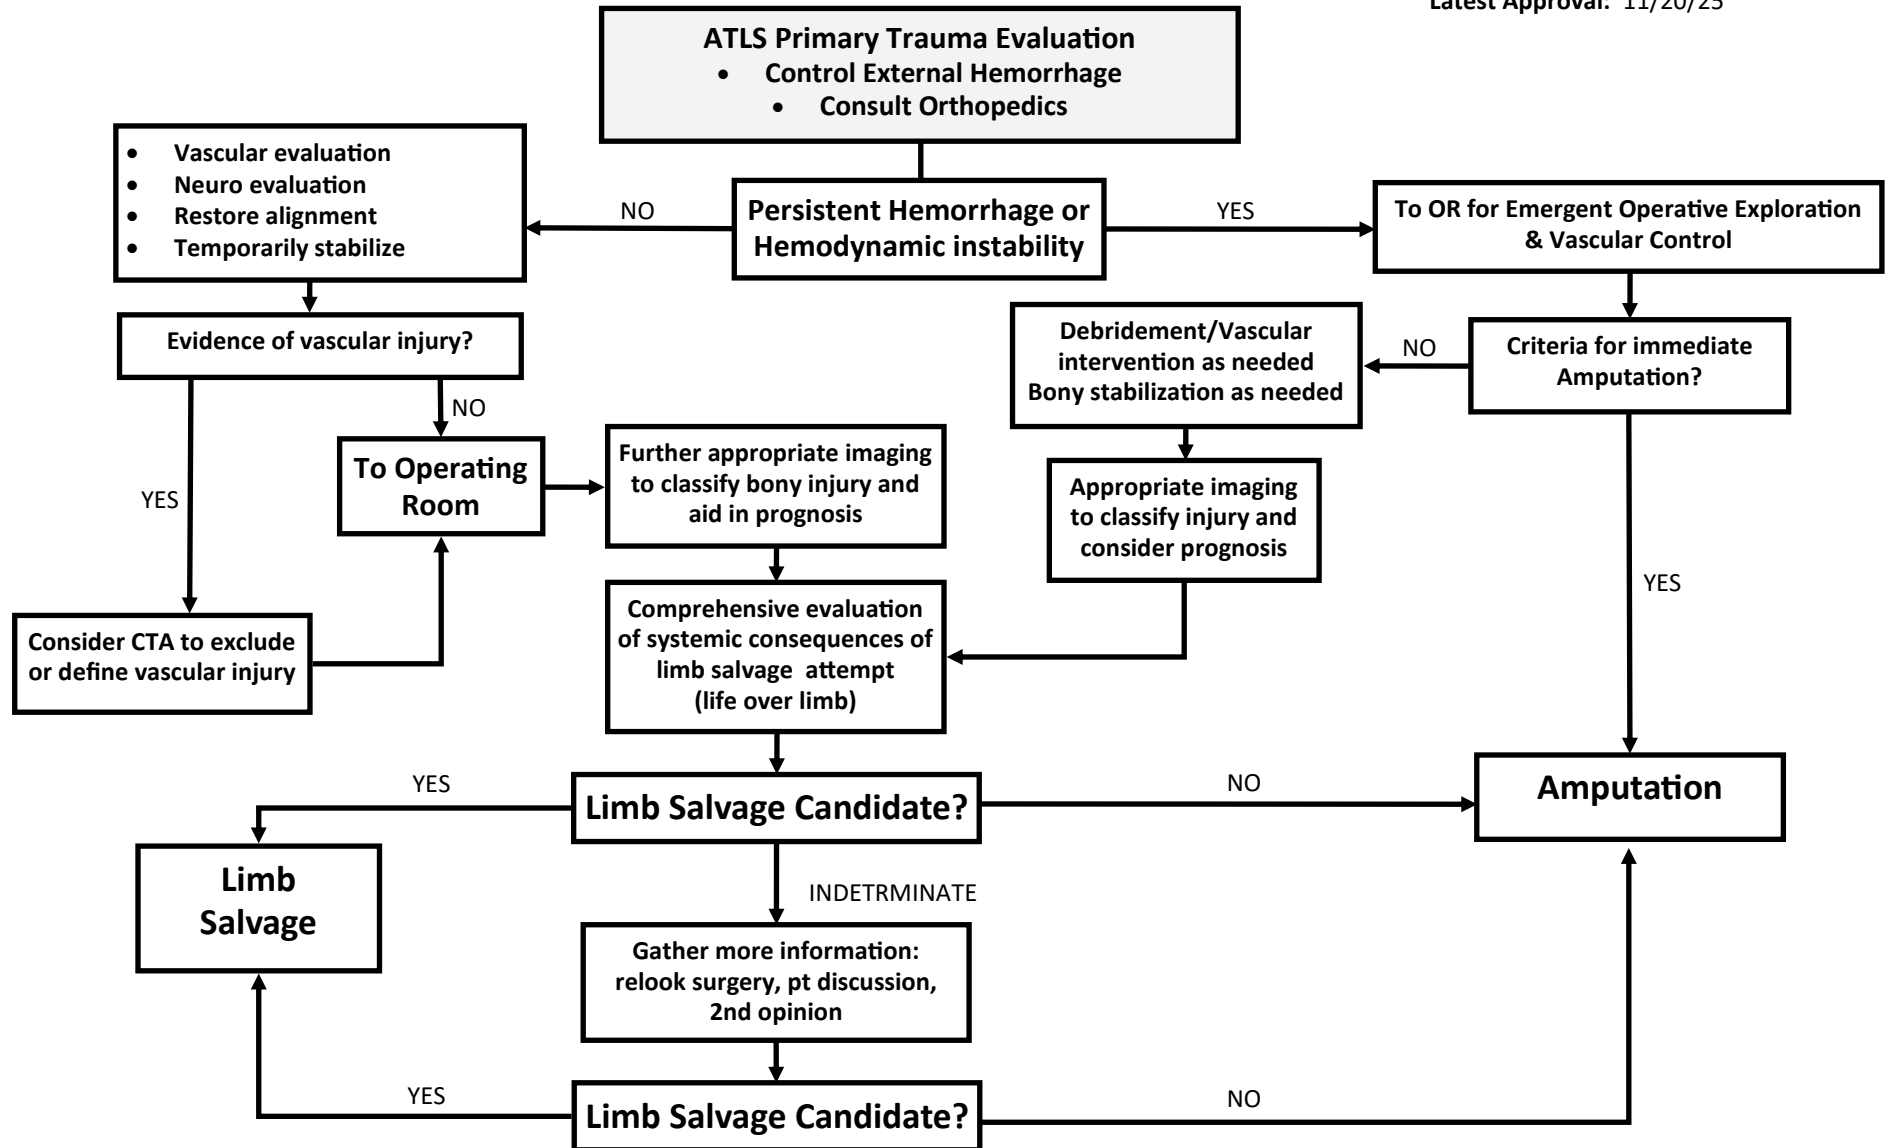 Latest Approval: 11/20/25
ATLS Primary Trauma Evaluation
• Control External Hemorrhage
• Consult Orthopedics
• Vascular evaluation
• Neuro evaluation
• Restore alignment
• Temporarily stabilize
NO
Persistent Hemorrhage or
Hemodynamic instability
YES
To OR for Emergent Operative Exploration
& Vascular Control
Evidence of vascular injury?
Debridement/Vascular
intervention as needed
Bony stabilization as needed
NO
Criteria for immediate
Amputation?
NO
YES
To Operating
Room
Further appropriate imaging
to classify bony injury and
aid in prognosis
Appropriate imaging
to classify injury and
consider prognosis
YES
Consider CTA to exclude
or define vascular injury
Comprehensive evaluation
of systemic consequences of
limb salvage attempt
(life over limb)
YES
Limb Salvage Candidate?
NO
Amputation
Limb
Salvage
INDETRMINATE
Gather more information:
relook surgery, pt discussion,
2nd opinion
YES
Limb Salvage Candidate?
NO